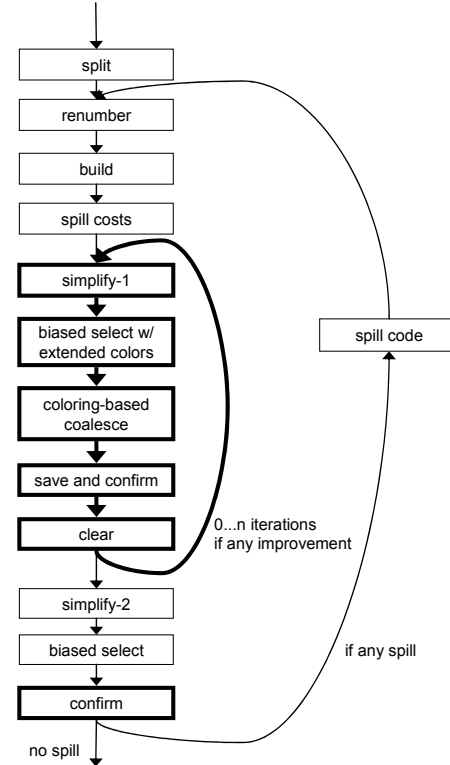 split
renumber
build
spill costs
simplify-1
biased select w/
extended colors
spill code
coloring-based
coalesce
save and confirm
clear
0...n iterations
if any improvement
simplify-2
biased select
if any spill
confirm
no spill